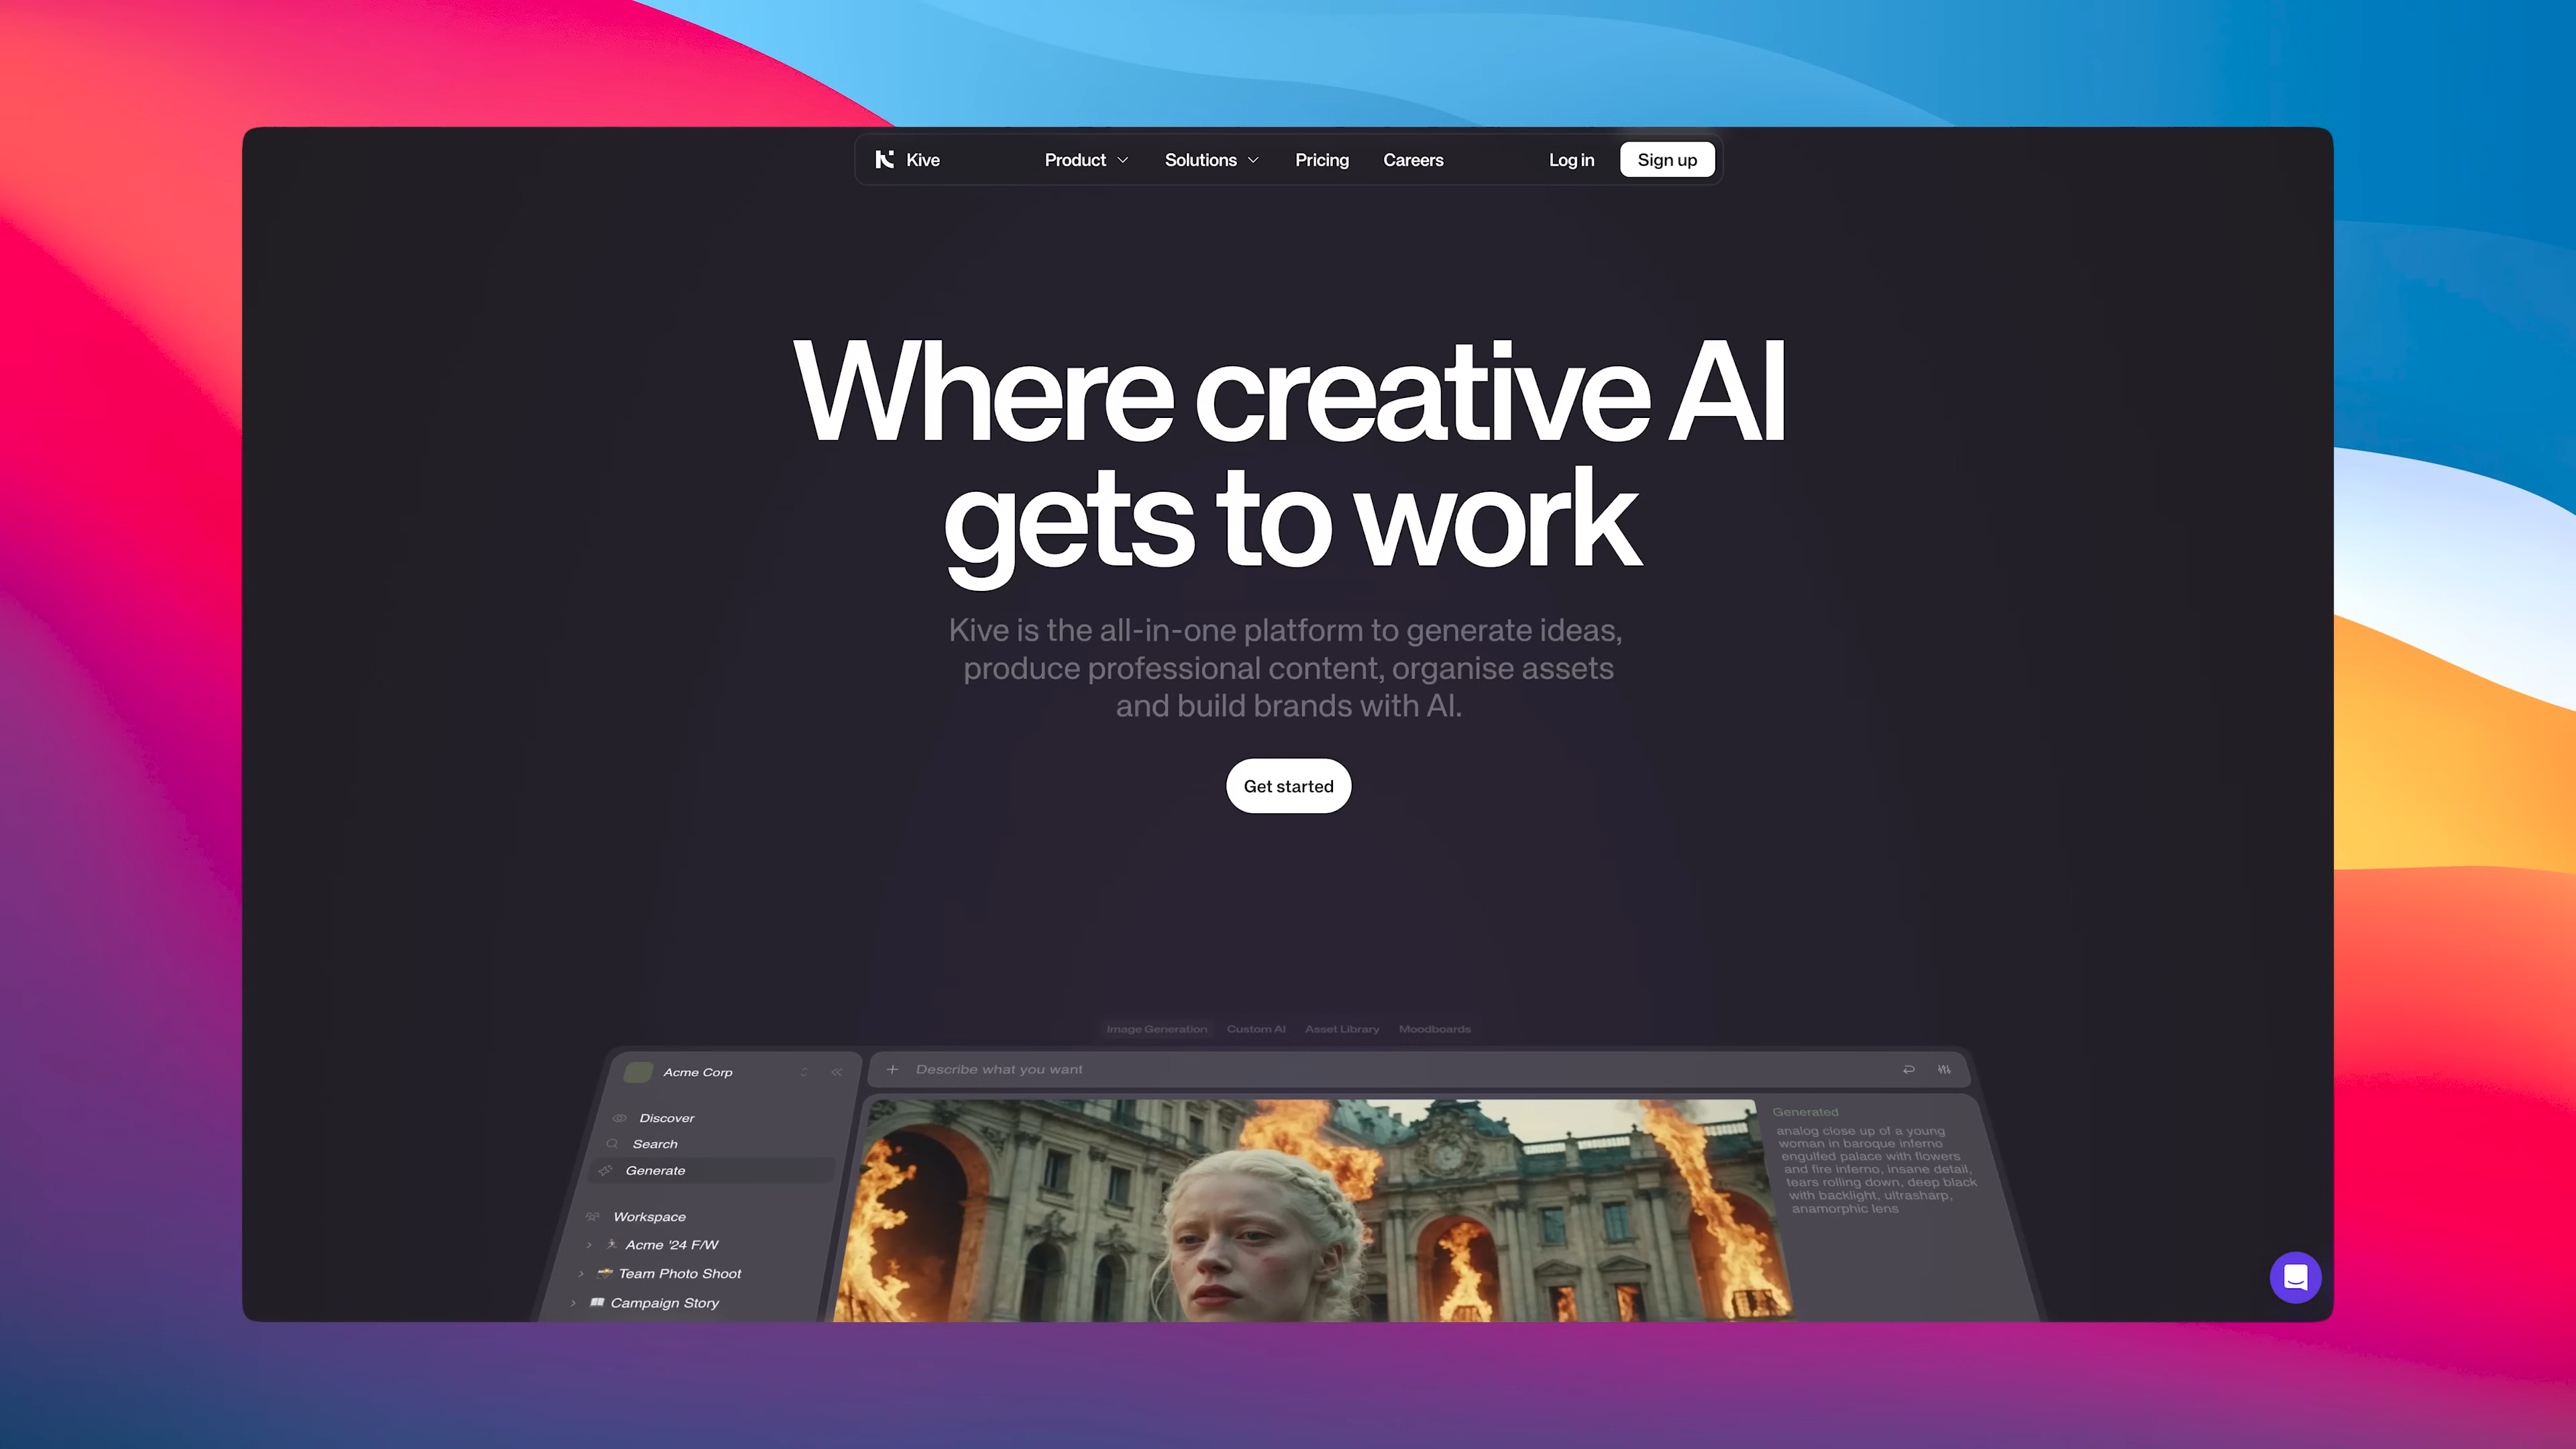 Kive
Product
Solutions
Pricing
Careers
Log in
Sign up
Where creative AI
gets to work
Kive is the all-in-one platform to generate ideas,
produce professional content, organise assets
and build brands with AI.
Get started
Image Generation
Custom AI
Asset Library
Moodboards
Acme Corp
Discover
Search
Generate
Workspace
Acme '24 F/W
Team Photo Shoot
Campaign Story
Describe what you want
Generated
analog close up of a young
woman in baroque inferno
engulfed palace with flowers
and fire inferno, insane detail,
tears rolling down, deep black
with backlight, ultrasharp,
anamorphic lens